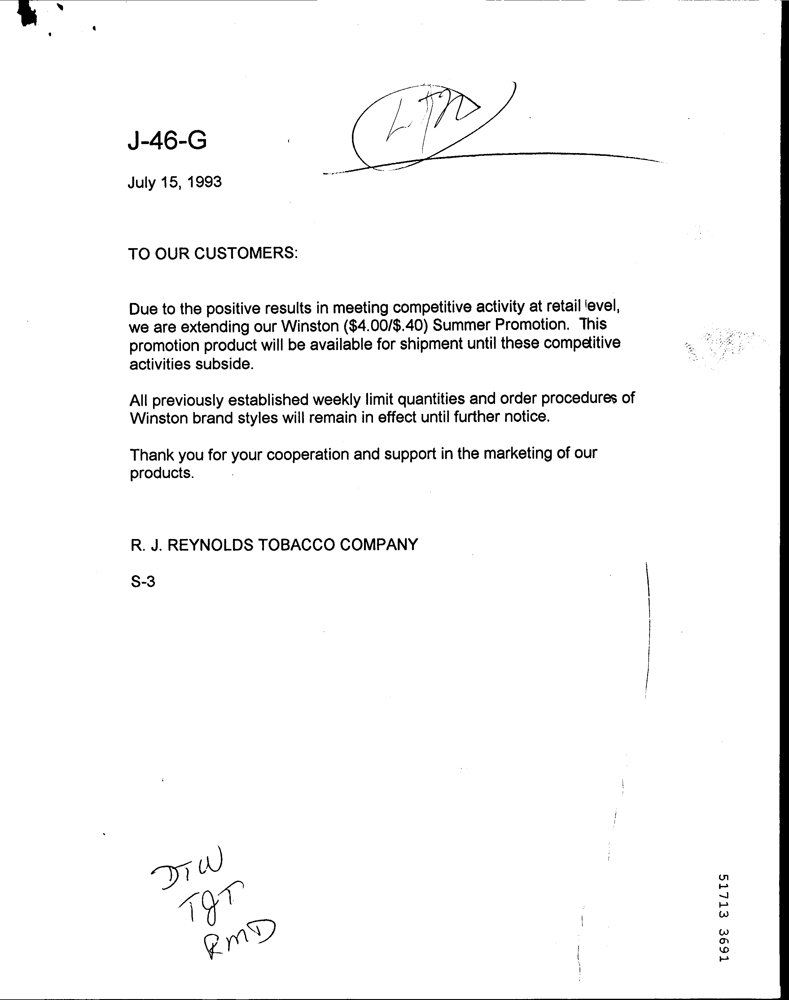 J-46-G
July 15, 1993
TO OUR CUSTOMERS:
Due to the positive results in meeting competitive activity at retail level,
we are extending our Winston ($4.00/$.40) Summer Promotion. This
promotion product will be available for shipment until these competitive
activities subside.
All previously established weekly limit quantities and order procedures of
Winston brand styles will remain in effect until further notice.
Thank you for your cooperation and support in the marketing of our
products.
R. J. REYNOLDS TOBACCO COMPANY
S-3
DTW
TJT
RMD
51713 3691